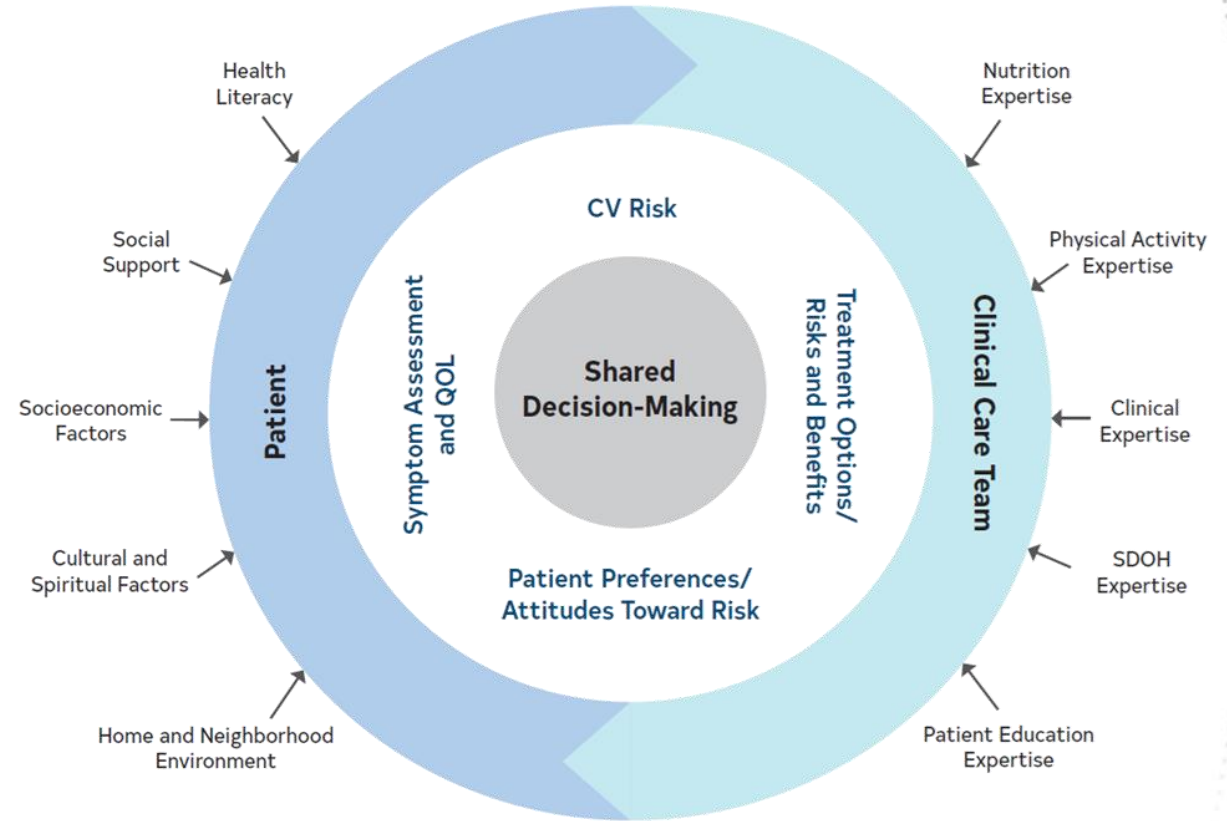 Health
Literacy
Social
Support
Socioeconomic
Factors
Cultural and
Spiritual Factors
Home and Neighborhood
Environment
Patient
Symptom Assessment
and QOL
CV Risk
Shared
Decision-Making
Patient Preferences/
Attitudes Toward Risk
Treatment Options/
Risks and Benefits
Clinical Care Team
Nutrition
Expertise
Physical Activity
Expertise
Clinical
Expertise
SDOH
Expertise
Patient Education
Expertise